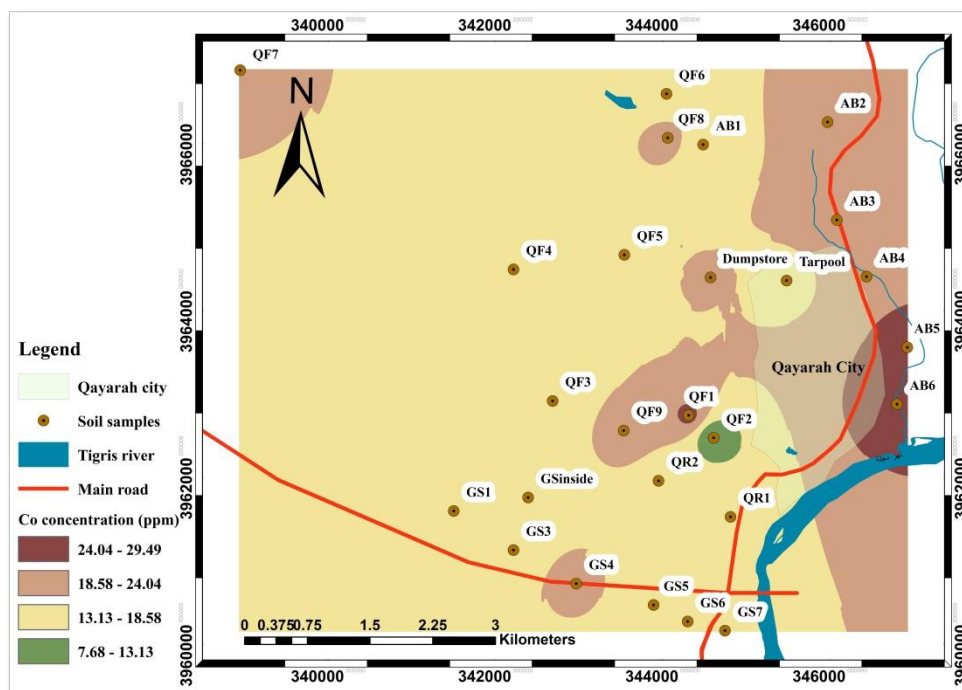 340000 342000 344000 346000
QF7
QF6
N
AB2
QF8
AB1
3966000 3966000
AB3
QF5
QF4
Dumpstore Tarpool AB4
3964000 3964000
AB5
Legend
Qayarah City
Qayarah city
QF3
QF1
AB6
Soil samples
QF9
QF2
Tigris river
QR2
Main road
GSinside
3962000 3962000
GS1
QR1
Co concentration (ppm)
GS3
24.04 - 29.49
GS4
18.58 - 24.04
GS5
GS6
GS7
13.13 - 18.58
0 0.375 0.75 1.5 2.25 3
Kilometers
7.68 - 13.13
3960000 3960000
340000 342000 344000 346000